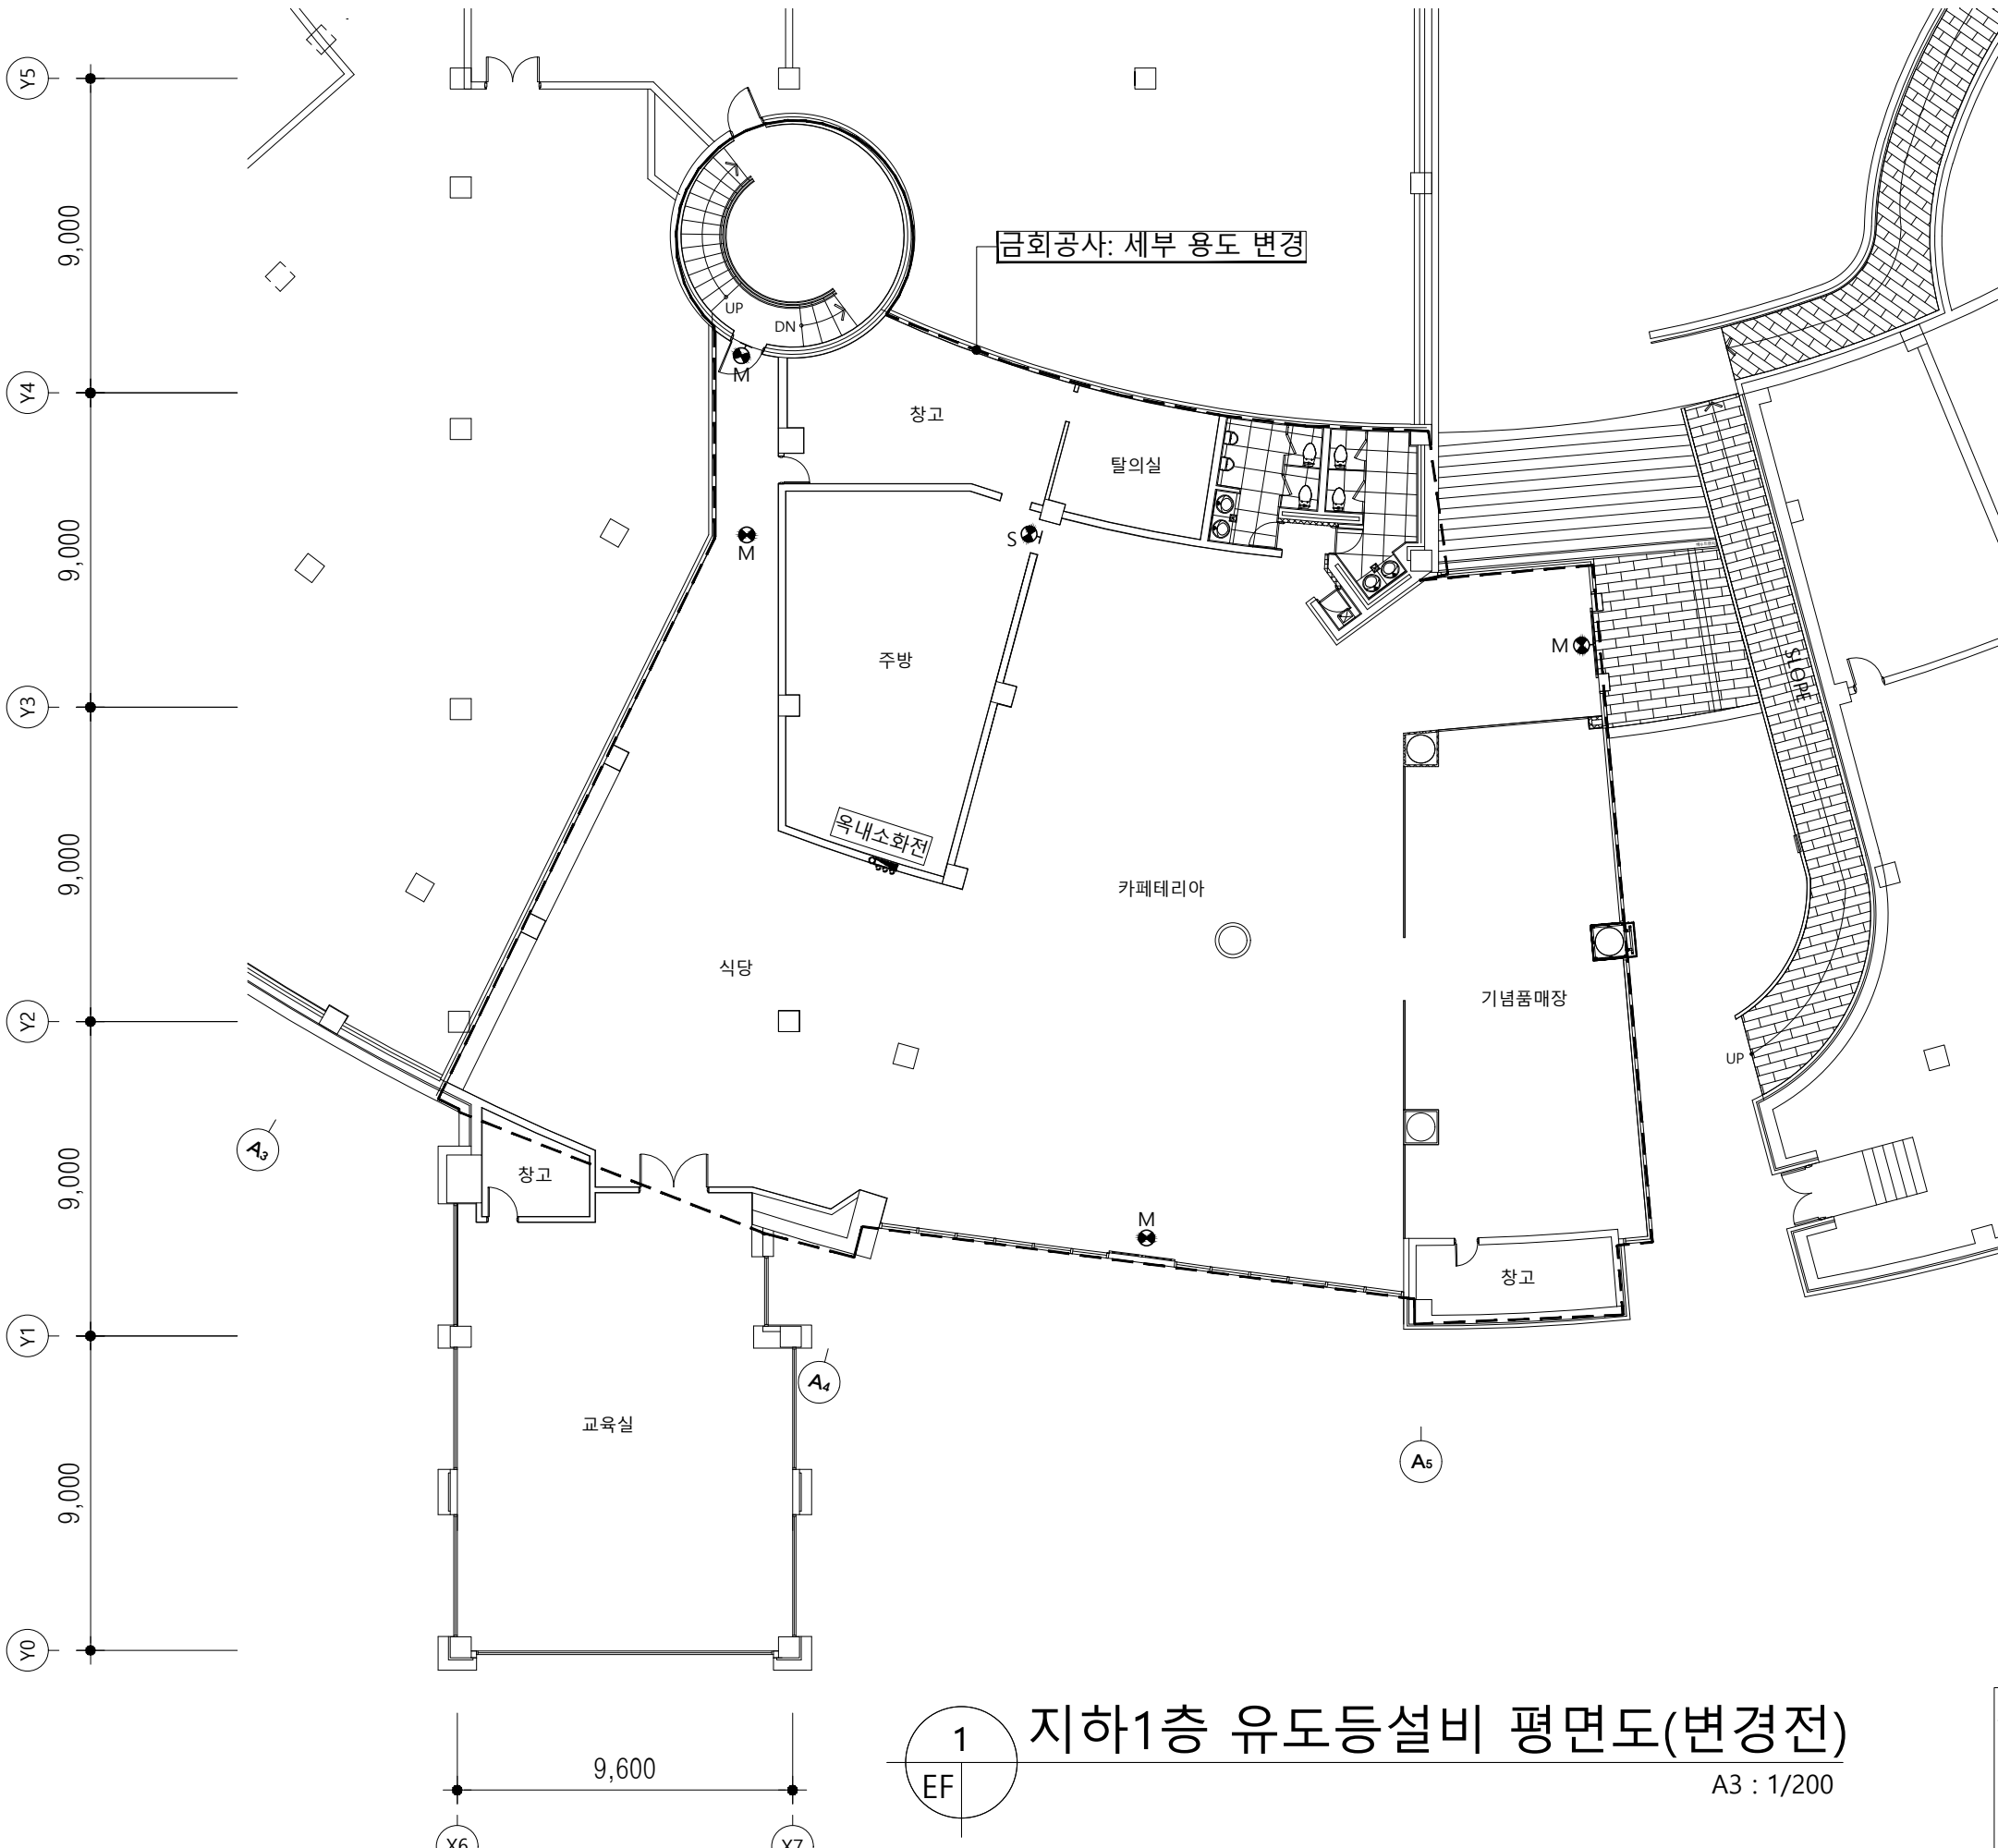 Y5
9,000
금회공사: 세부 용도 변경
UP
DN
M
Y4
창고
탈의실
9,000
M
S
주방
M
SLOPE
Y3
옥내소화전
9,000
카페테리아
식당
기념품매장
Y2
UP
A3
창고
9,000
M
창고
Y1
A4
교육실
A5
9,000
Y0
1
EF
지하1층 유도등설비 평면도(변경전)
A3 : 1/200
9,600
X6
X7